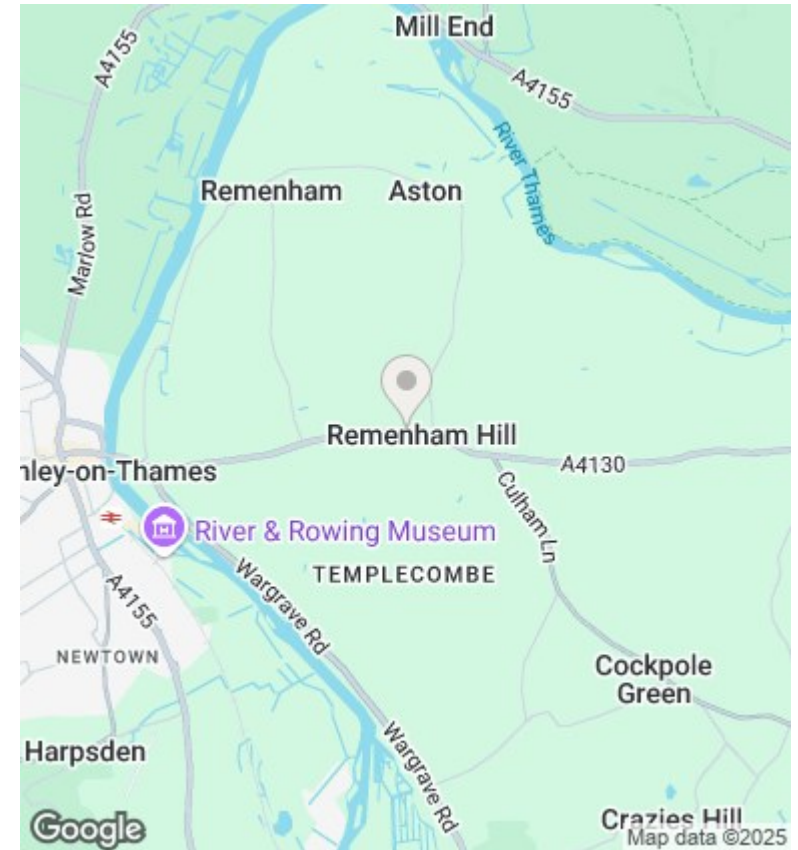 Mill End
A4155
A4155
River Thames
Remenham
Aston
Marlow Rd
Remenham Hill
A4130
nley-on-Thames
Culham Ln
River & Rowing Museum
TEMPLECOMBE
Wargrave Rd
A4155
NEWTOWN
Cockpole
Green
Harpsden
Wargrave Rd
Crazies Hill
Google
Map data ©2025